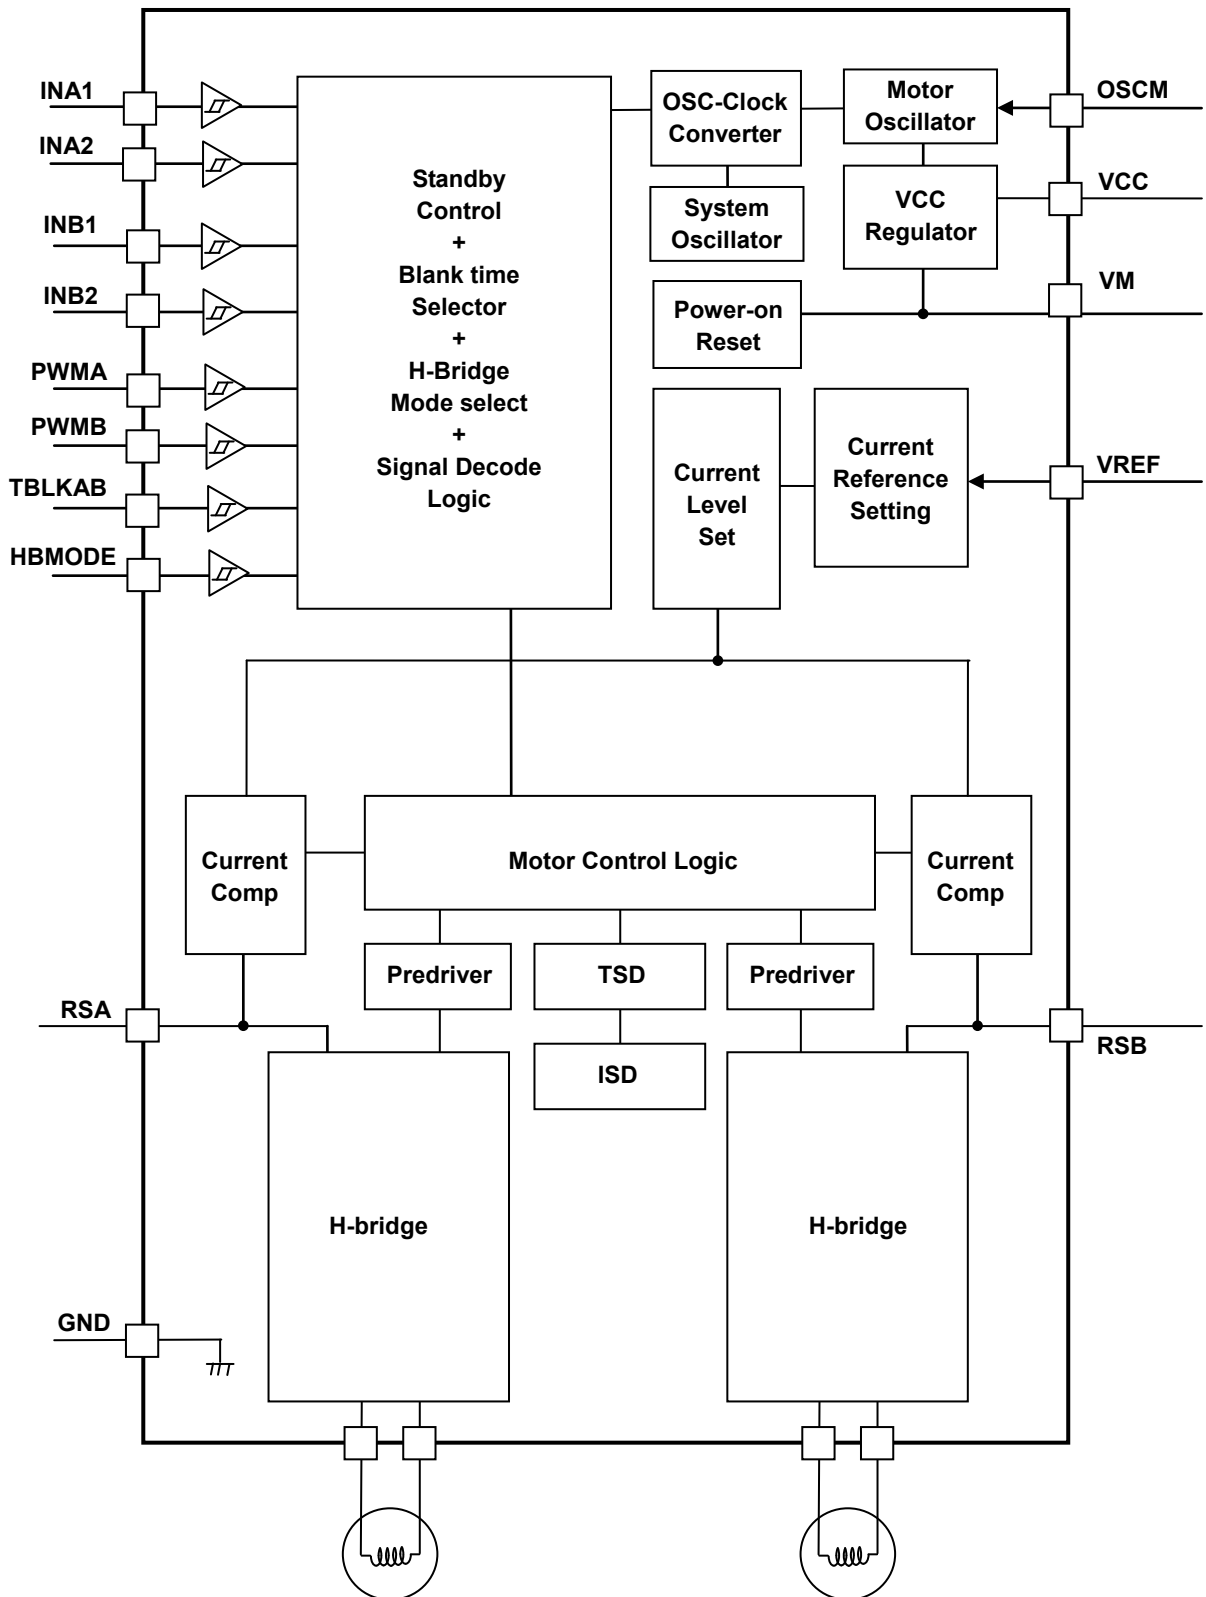 INA1
INA2
INB1
INB2
PWMA
PWMB
TBLKAB
HBMODE
Standby
Control
+
Blank time
Selector
+
H-Bridge
Mode select
+
Signal Decode
Logic
OSC-Clock
Converter
Motor
Oscillator
OSCM
System
Oscillator
VCC
Regulator
VCC
Power-on
Reset
VM
Current
Level
Set
Current
Reference
Setting
VREF
Current
Comp
Motor Control Logic
Current
Comp
Predriver
TSD
Predriver
RSA
ISD
RSB
H-bridge
H-bridge
GND